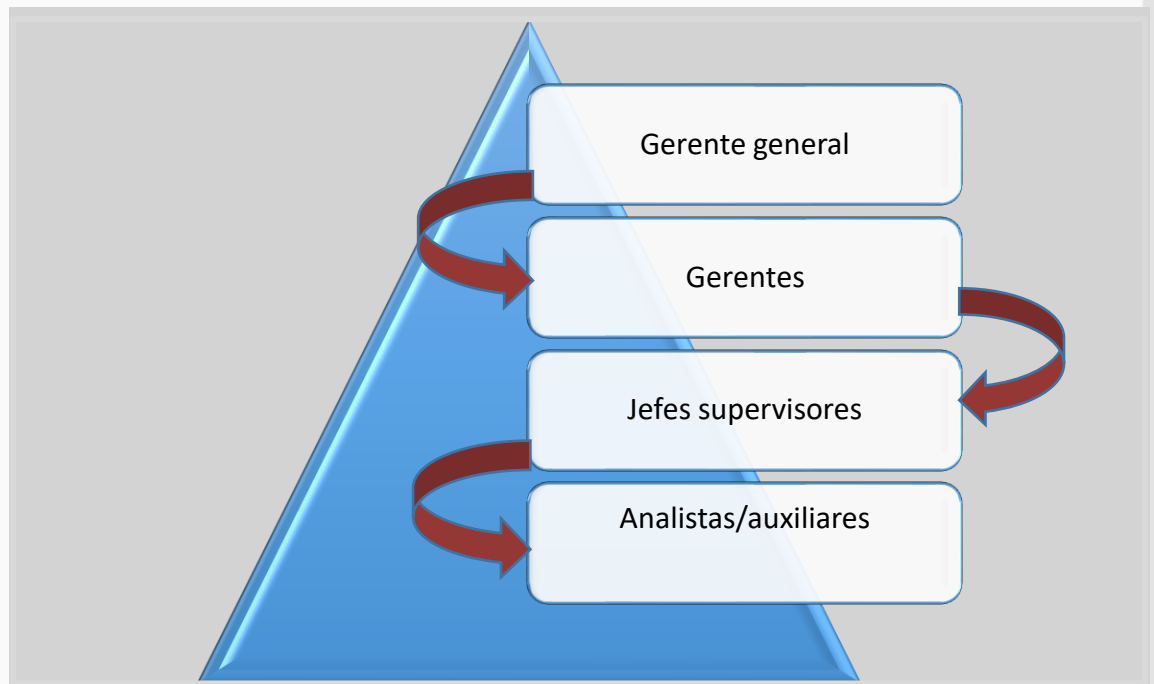 Gerente general
Gerentes
Jefes supervisores
Analistas/auxiliares